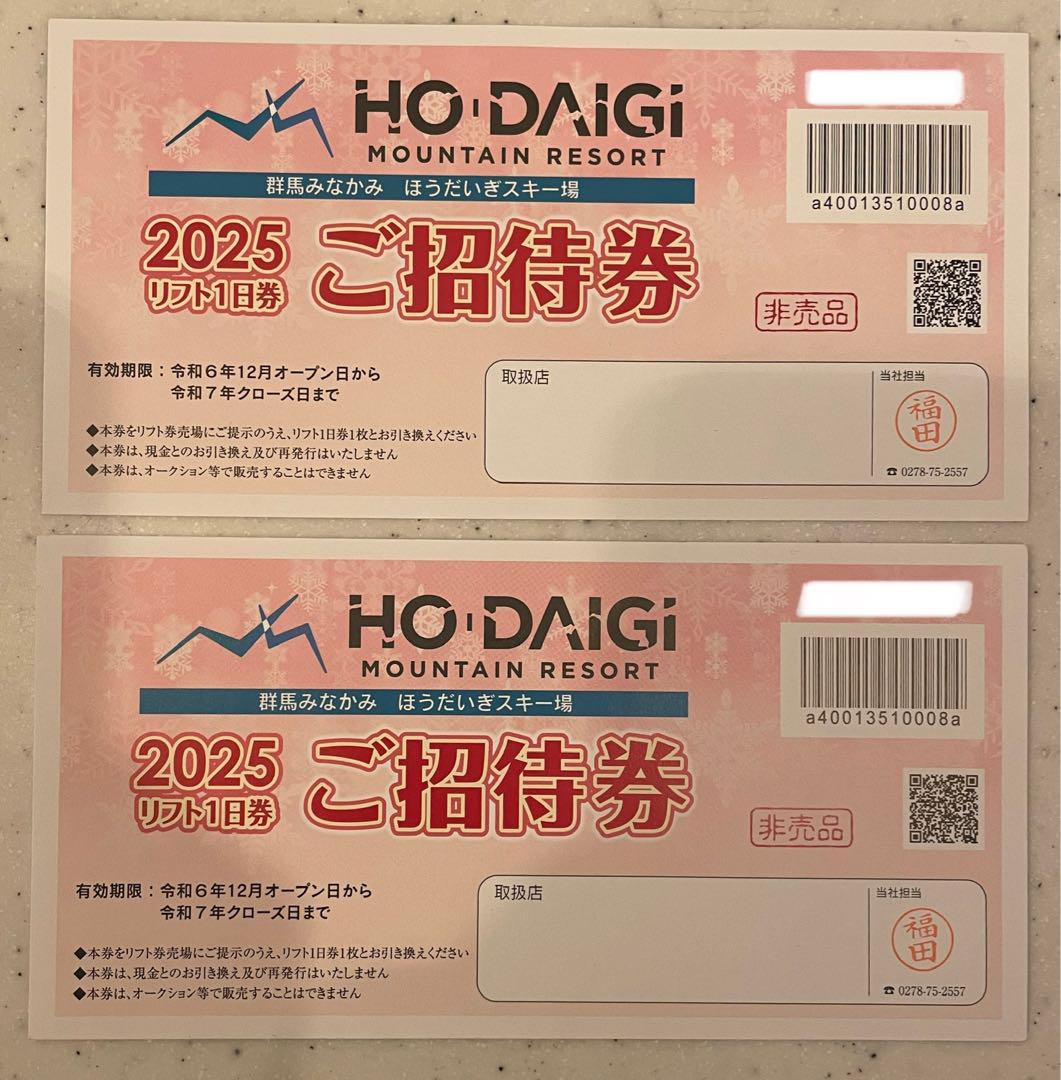 HO-DAIGI
MOUNTAIN RESORT
群馬みなかみ　ほうだいぎスキー場
a40013510008a
2025
リフト1日券
ご招待券
非売品
有効期限：令和6年12月オープン日から
令和7年クローズ日まで
取扱店
当社担当
福田
☎ 0278-75-2557
◆本券をリフト券売場にご提示のうえ、リフト1日券1枚とお引き換えください
◆本券は、現金とのお引き換え及び再発行はいたしません
◆本券は、オークション等で販売することはできません
HO-DAIGI
MOUNTAIN RESORT
群馬みなかみ　ほうだいぎスキー場
a40013510008a
2025
リフト1日券
ご招待券
非売品
有効期限：令和6年12月オープン日から
令和7年クローズ日まで
取扱店
当社担当
福田
☎ 0278-75-2557
◆本券をリフト券売場にご提示のうえ、リフト1日券1枚とお引き換えください
◆本券は、現金とのお引き換え及び再発行はいたしません
◆本券は、オークション等で販売することはできません